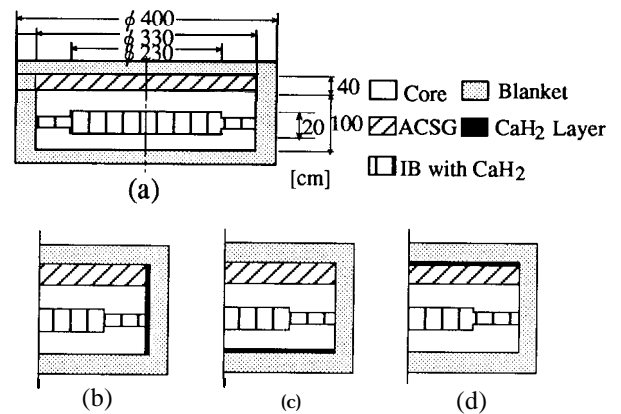 φ 400
φ 330
φ 230
40
100
20
[cm]
Core
Blanket
ACSG
CaH2 Layer
IB with CaH2
(a)
(b)
(c)
(d)